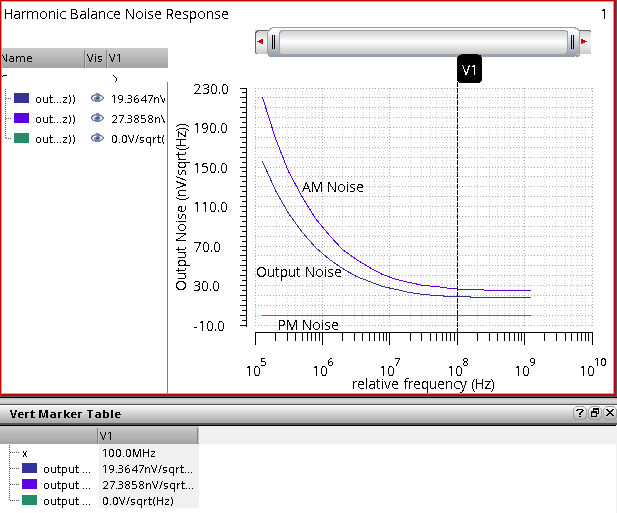 Harmonic Balance Noise Response 1
Name Vis V1
out...z)) 19.3647nV
out...z)) 27.3858nV
out...z)) 0.0V/sqrt(
V1
Output Noise (nV/sqrt(Hz))
230.0
190.0
150.0
110.0
70.0
30.0
-10.0
AM Noise
Output Noise
PM Noise
10^5 10^6 10^7 10^8 10^9 10^10
relative frequency (Hz)
Vert Marker Table
V1
x 100.0MHz
output ... 19.3647nV/sqrt...
output ... 27.3858nV/sqrt...
output ... 0.0V/sqrt(Hz)